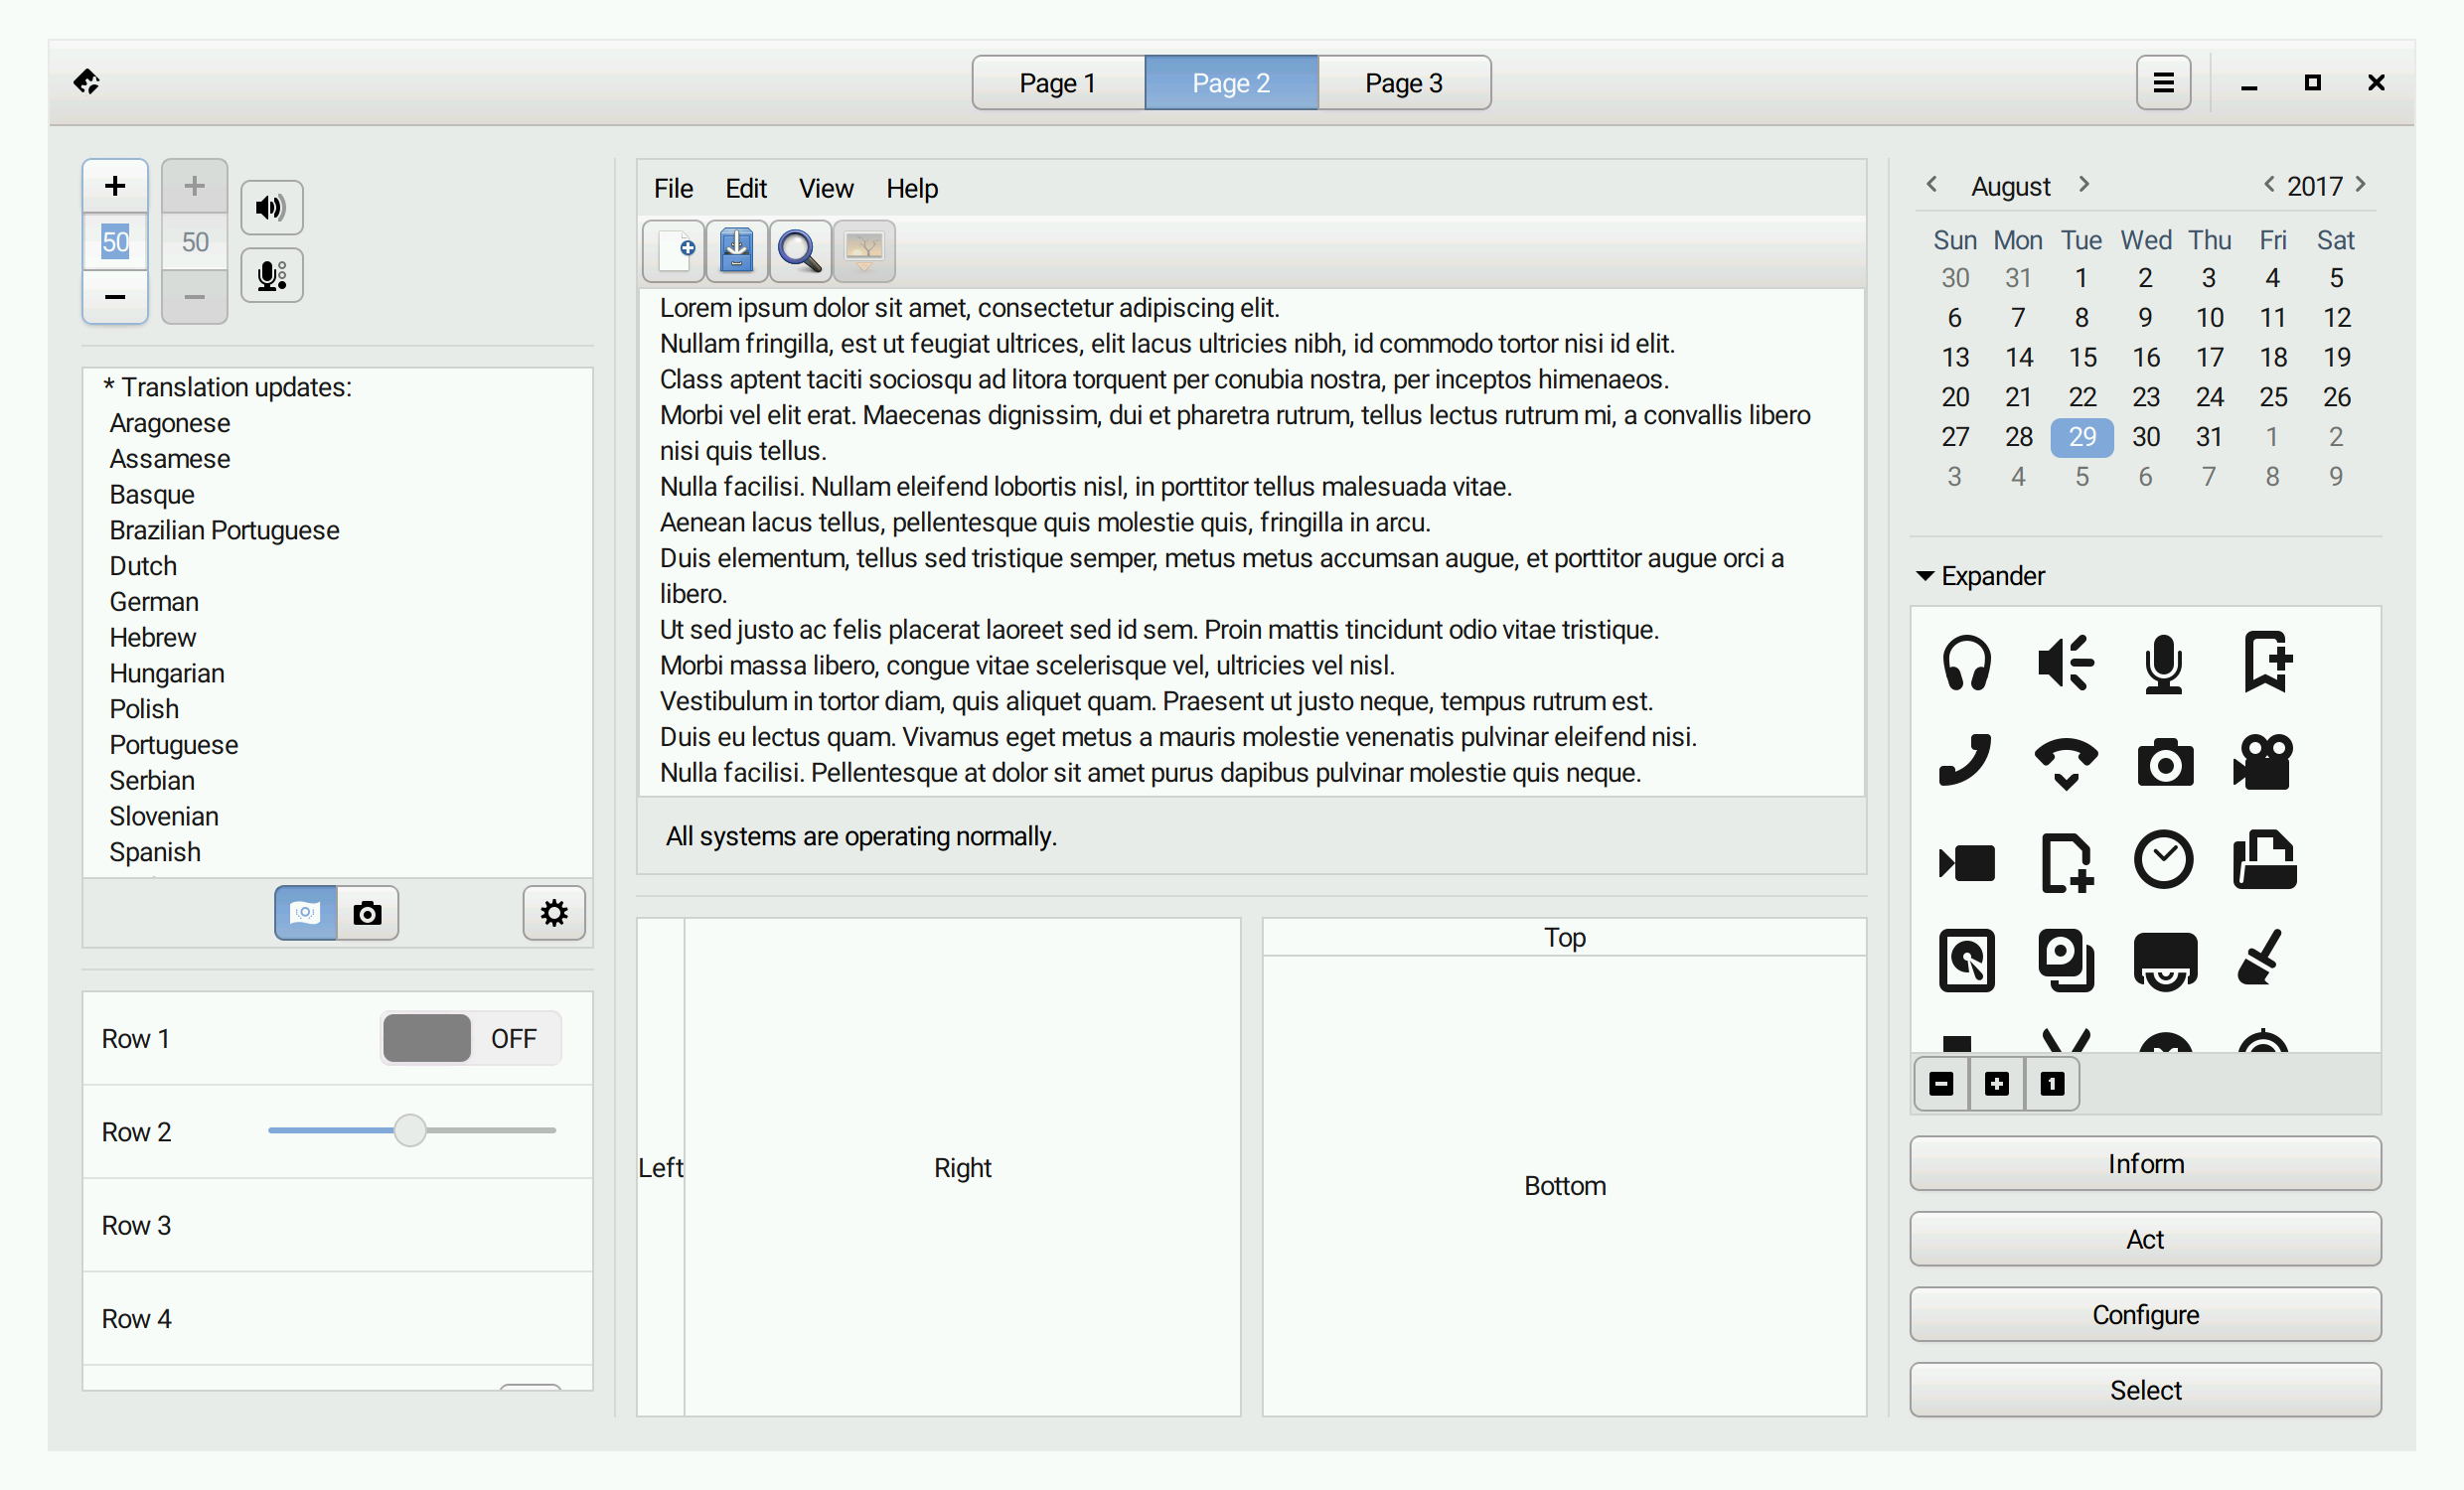 Page 1 Page 2 Page 3
50 50
* Translation updates:
Aragonese
Assamese
Basque
Brazilian Portuguese
Dutch
German
Hebrew
Hungarian
Polish
Portuguese
Serbian
Slovenian
Spanish
Row 1 OFF
Row 2
Row 3
Row 4
File Edit View Help
Lorem ipsum dolor sit amet, consectetur adipiscing elit.
Nullam fringilla, est ut feugiat ultrices, elit lacus ultricies nibh, id commodo tortor nisi id elit.
Class aptent taciti sociosqu ad litora torquent per conubia nostra, per inceptos himenaeos.
Morbi vel elit erat. Maecenas dignissim, dui et pharetra rutrum, tellus lectus rutrum mi, a convallis libero
nisi quis tellus.
Nulla facilisi. Nullam eleifend lobortis nisl, in porttitor tellus malesuada vitae.
Aenean lacus tellus, pellentesque quis molestie quis, fringilla in arcu.
Duis elementum, tellus sed tristique semper, metus metus accumsan augue, et porttitor augue orci a
libero.
Ut sed justo ac felis placerat laoreet sed id sem. Proin mattis tincidunt odio vitae tristique.
Morbi massa libero, congue vitae scelerisque vel, ultricies vel nisl.
Vestibulum in tortor diam, quis aliquet quam. Praesent ut justo neque, tempus rutrum est.
Duis eu lectus quam. Vivamus eget metus a mauris molestie venenatis pulvinar eleifend nisi.
Nulla facilisi. Pellentesque at dolor sit amet purus dapibus pulvinar molestie quis neque.
All systems are operating normally.
Left Right
Top
Bottom
August 2017
Sun Mon Tue Wed Thu Fri Sat
30 31 1 2 3 4 5
6 7 8 9 10 11 12
13 14 15 16 17 18 19
20 21 22 23 24 25 26
27 28 29 30 31 1 2
3 4 5 6 7 8 9
Expander
1
Inform
Act
Configure
Select